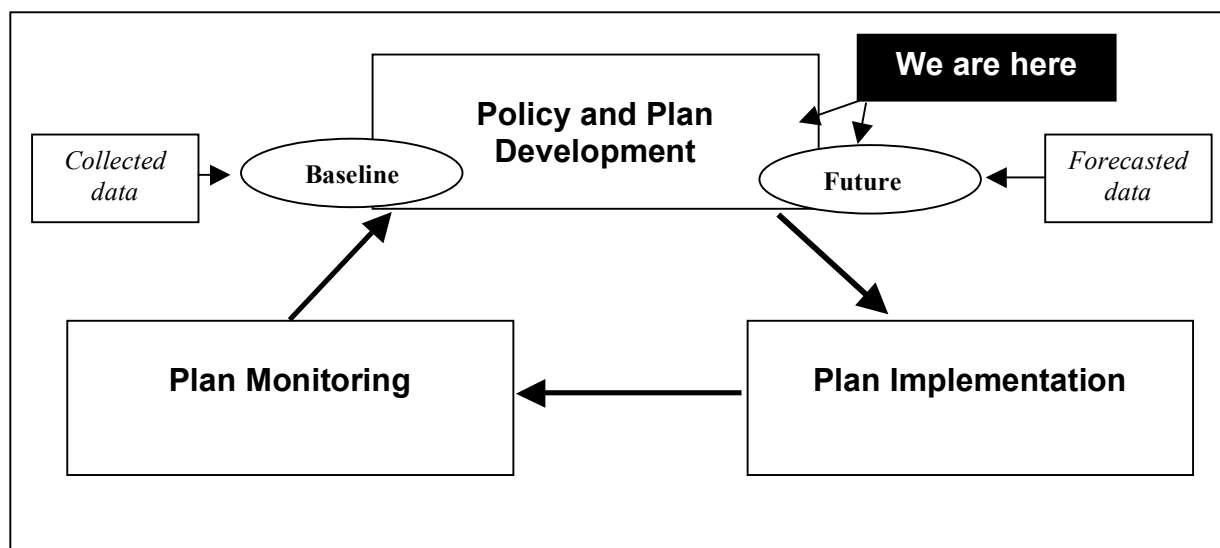 We are here
Policy and Plan
Development
Collected
data
Baseline
Future
Forecasted
data
Plan Monitoring
Plan Implementation